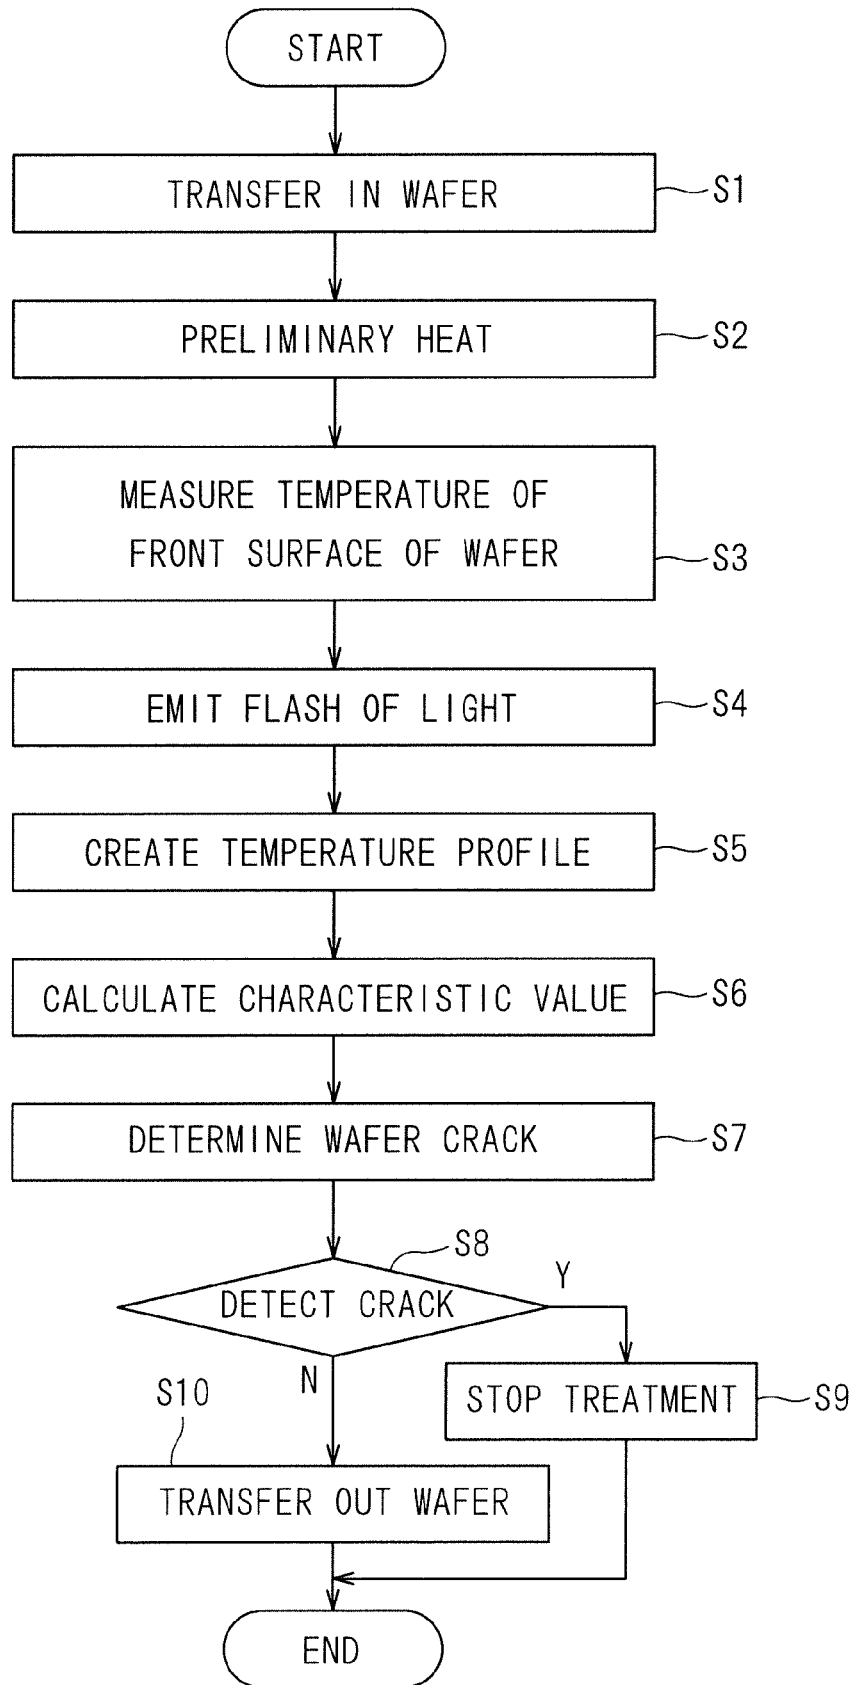 START
TRANSFER IN WAFER
S1
PRELIMINARY HEAT
S2
MEASURE TEMPERATURE OF
FRONT SURFACE OF WAFER
S3
EMIT FLASH OF LIGHT
S4
CREATE TEMPERATURE PROFILE
S5
CALCULATE CHARACTERISTIC VALUE
S6
DETERMINE WAFER CRACK
S7
S8
DETECT CRACK
Y
N
STOP TREATMENT
S9
S10
TRANSFER OUT WAFER
END